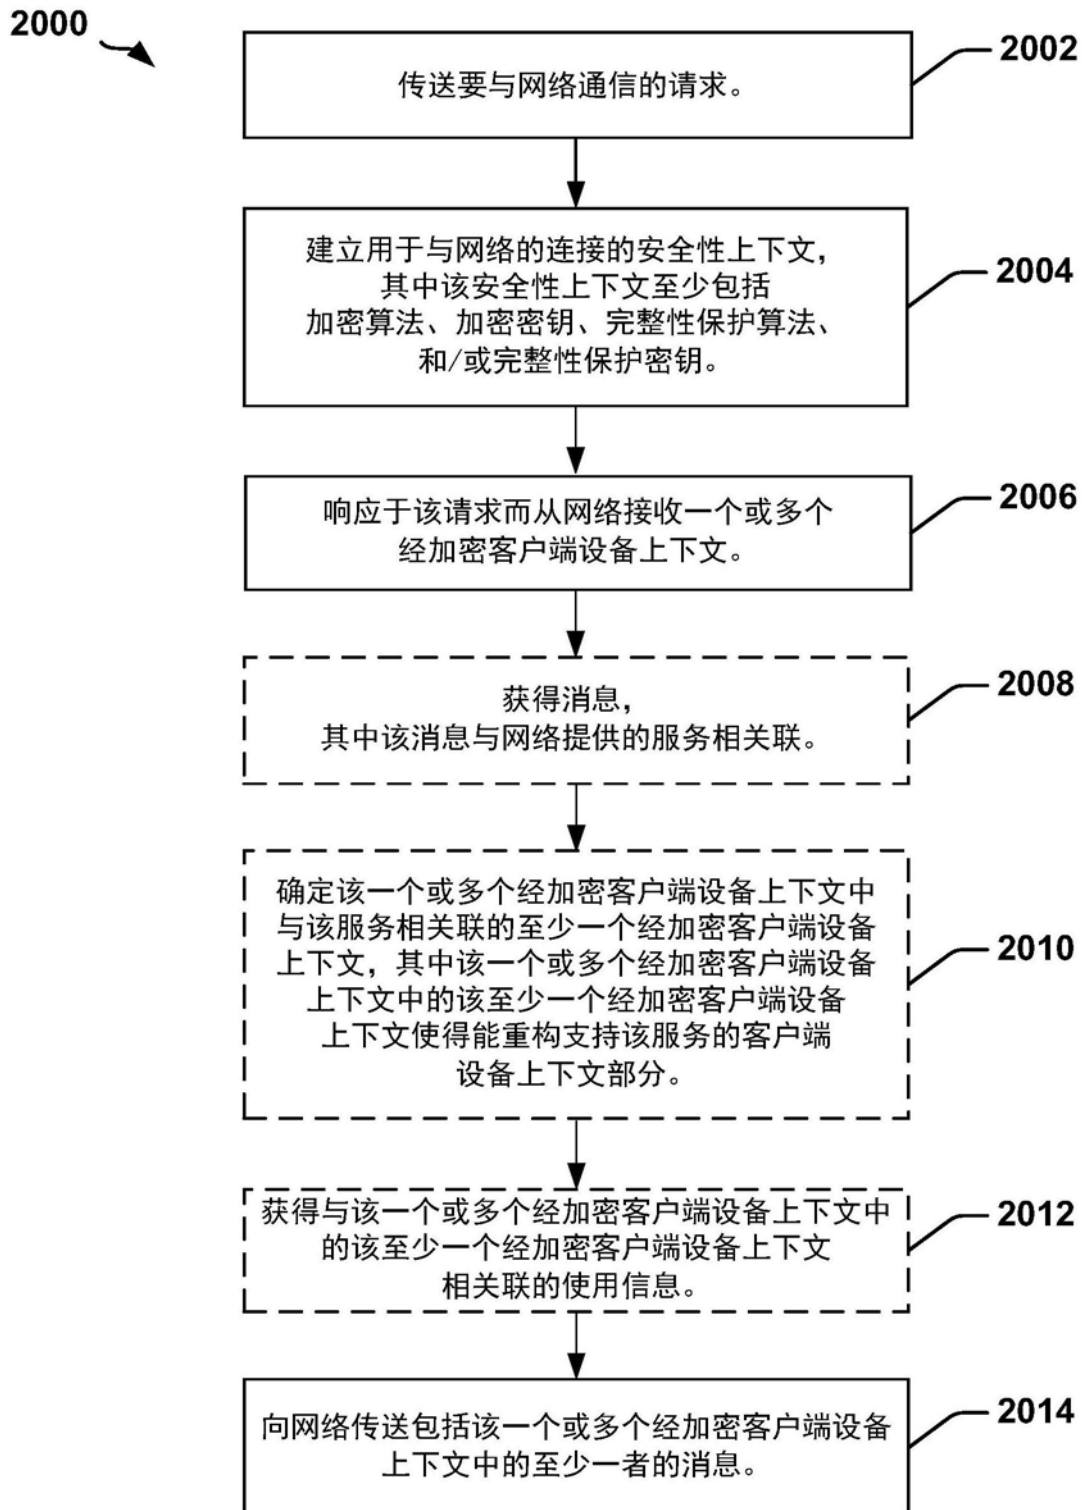 2000
传送要与网络通信的请求。
2002
建立用于与网络的连接的安全性上下文，
其中该安全性上下文至少包括
加密算法、加密密钥、完整性保护算法、
和/或完整性保护密钥。
2004
响应于该请求而从网络接收一个或多个
经加密客户端设备上下文。
2006
获得消息，
其中该消息与网络提供的服务相关联。
2008
确定该一个或多个经加密客户端设备上下文中
与该服务相关联的至少一个经加密客户端设备
上下文，其中该一个或多个经加密客户端设备
上下文中的该至少一个经加密客户端设备
上下文使得能重构支持该服务的客户端
设备上下文部分。
2010
获得与该一个或多个经加密客户端设备上下文中
的该至少一个经加密客户端设备上下文
相关联的使用信息。
2012
向网络传送包括该一个或多个经加密客户端设备
上下文中的至少一者的消息。
2014